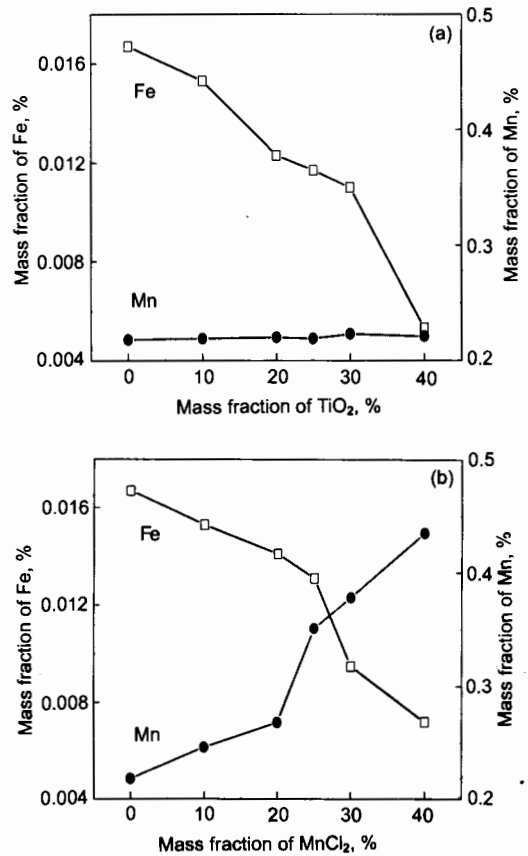 (a)
0.5
0.016
Fe
0.4
0.012
0.3
0.008
Mn
0.004
0.2
0 10 20 30 40
Mass fraction of TiO₂, %
Mass fraction of Fe, %
Mass fraction of Mn, %
(b)
0.5
0.016
Fe
0.4
0.012
0.3
0.008
Mn
0.004
0.2
0 10 20 30 40
Mass fraction of MnCl₂, %
Mass fraction of Fe, %
Mass fraction of Mn, %